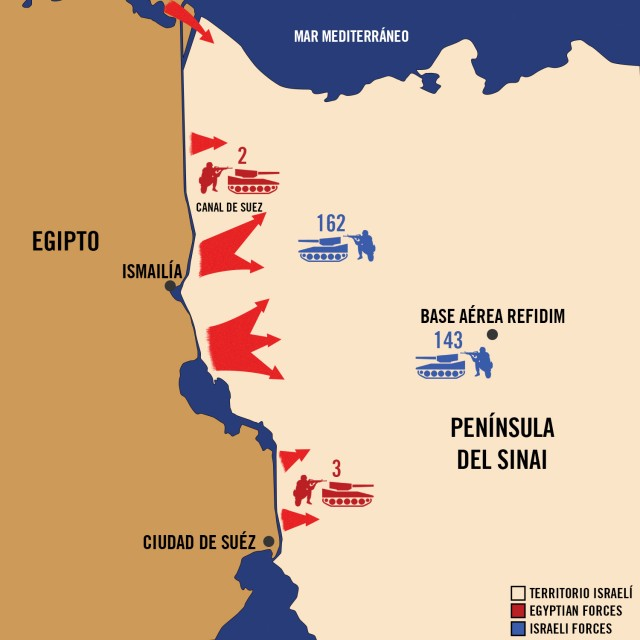 MAR MEDITERRÁNEO
2
CANAL DE SUEZ
162
EGIPTO
ISMAILÍA
BASE AÉREA REFIDIM
143
PENÍNSULA
DEL SINAI
3
CIUDAD DE SUÉZ
TERRITORIO ISRAELÍ
EGYPTIAN FORCES
ISRAELI FORCES